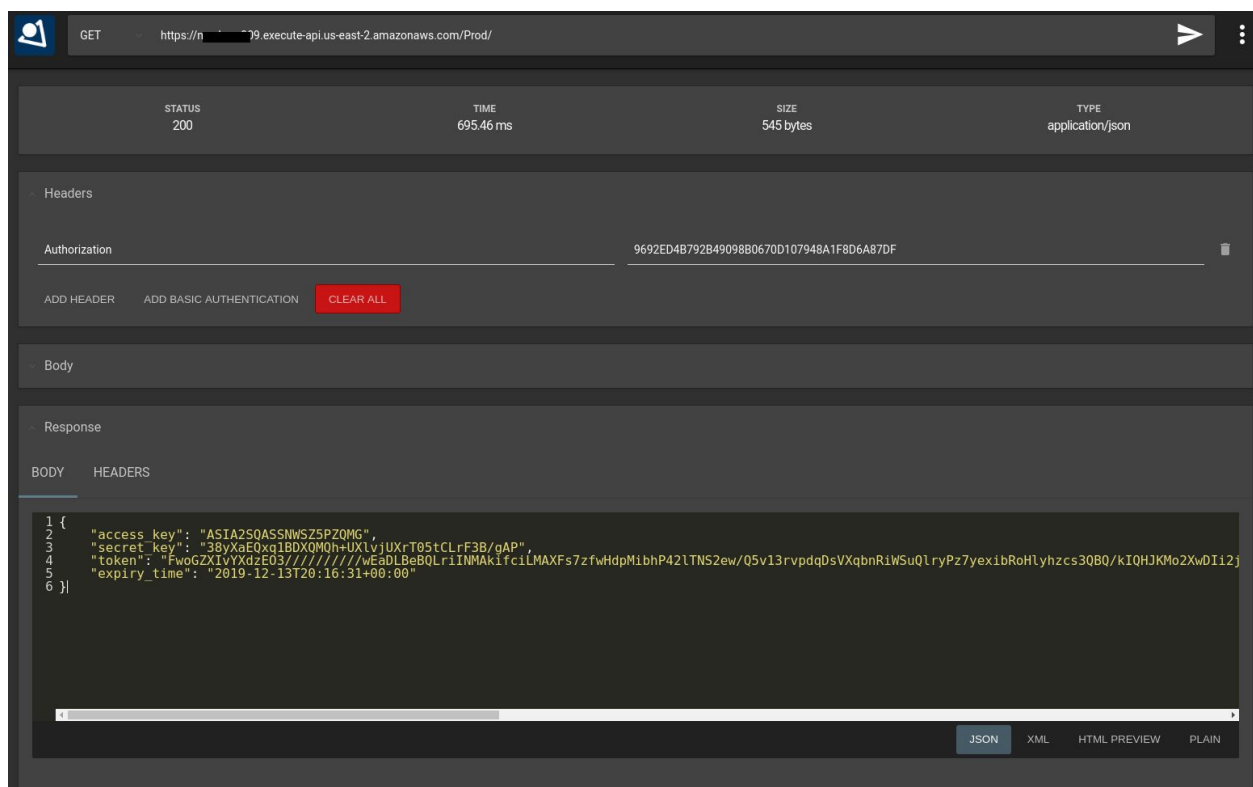 GET https://n 9.execute-api.us-east-2.amazonaws.com/Prod/
STATUS TIME SIZE TYPE
200 695.46 ms 545 bytes application/json
Headers
Authorization 9692ED4B792B49098B0670D107948A1F8D6A87DF
ADD HEADER ADD BASIC AUTHENTICATION CLEAR ALL
Body
Response
BODY HEADERS
1 {
2 "access_key": "ASIA2SQASSNWSZ5PZQMG",
3 "secret_key": "38yXaEQxq1BDXQMQh+UXlvjUXrT05tCLrF3B/gAP",
4 "token": "FwoGZXIvYXdzEO3//////////wEaDLBeBQLriINMAkifciLMAXFs7zfwHdpMibhP42lTNS2ew/Q5v13rvpdqDsVXqbnRiWSuQlryPz7yexibRoHlyhzcs3QBQ/kIQHJKMo2XwDIi2j
5 "expiry_time": "2019-12-13T20:16:31+00:00"
6 }
JSON XML HTML PREVIEW PLAIN